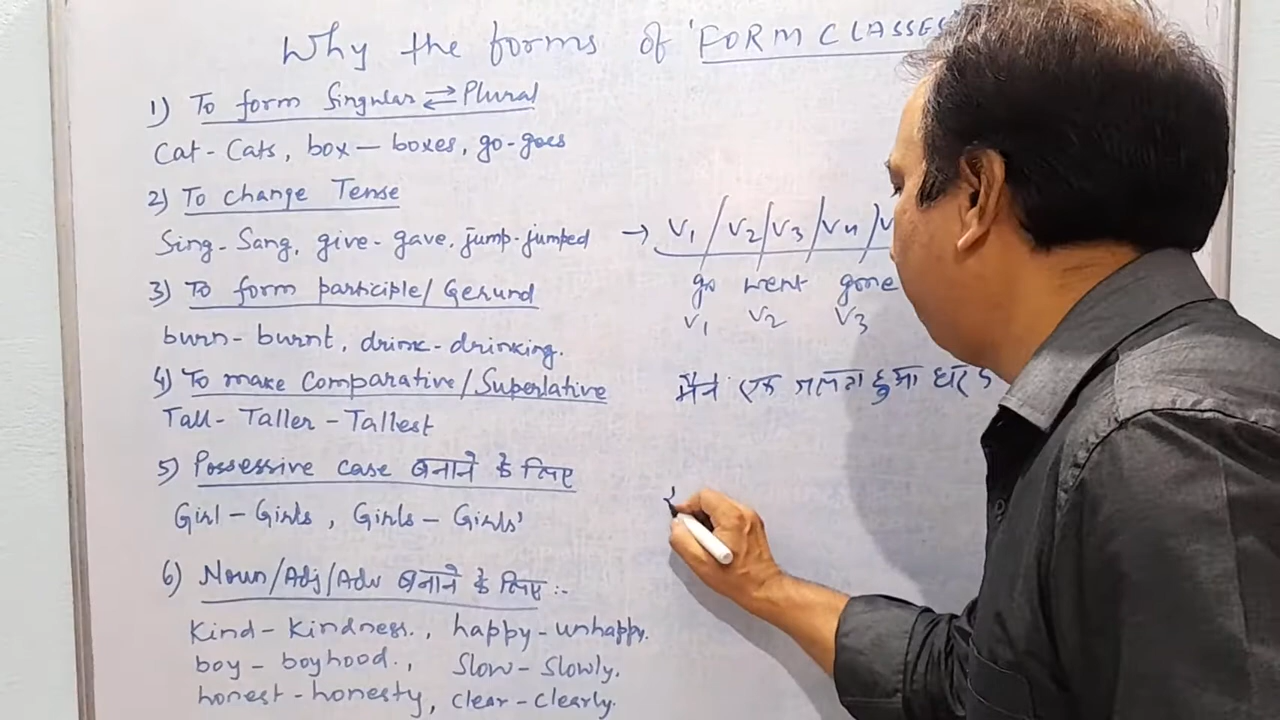 Why the forms of 'FORM CLASSES
1) To form Singular ⇄ Plural
Cat - Cats, box — boxes, go - goes
2) To change Tense
Sing - Sang, give - gave, jump - jumped
→ V1 / V2 / V3 / V4 / V
go went gone
V1 V2 V3
3) To form participle / Gerund
burn - burnt, drink - drinking.
4) To make Comparative / Superlative
Tall - Taller - Tallest
मैंने एक जलता हुआ घर
5) Possessive case बनाने के लिए
Girl - Girls, Girls - Girls'
6) Noun/Adj/Adv बनाने के लिए :-
Kind - Kindness., happy - unhappy.
boy - boyhood., Slow - Slowly.
honest - honesty, clear - clearly.